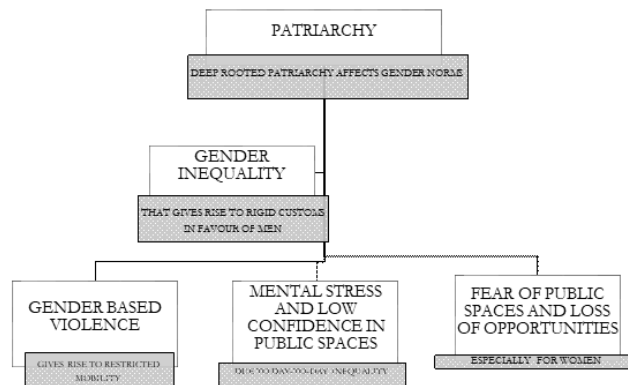 PATRIARCHY
DEEP ROOTED PATRIARCHY AFFECTS GENDER NORMS
GENDER
INEQUALITY
THAT GIVES RISE TO RIGID CUSTOMS
IN FAVOUR OF MEN
GENDER BASED
VIOLENCE
GIVES RISE TO RESTRICTED
MOBILITY
MENTAL STRESS
AND LOW
CONFIDENCE IN
PUBLIC SPACES
DUE TO DAY-TO-DAY INEQUALITY
FEAR OF PUBLIC
SPACES AND LOSS
OF OPPORTUNITIES
ESPECIALLY FOR WOMEN